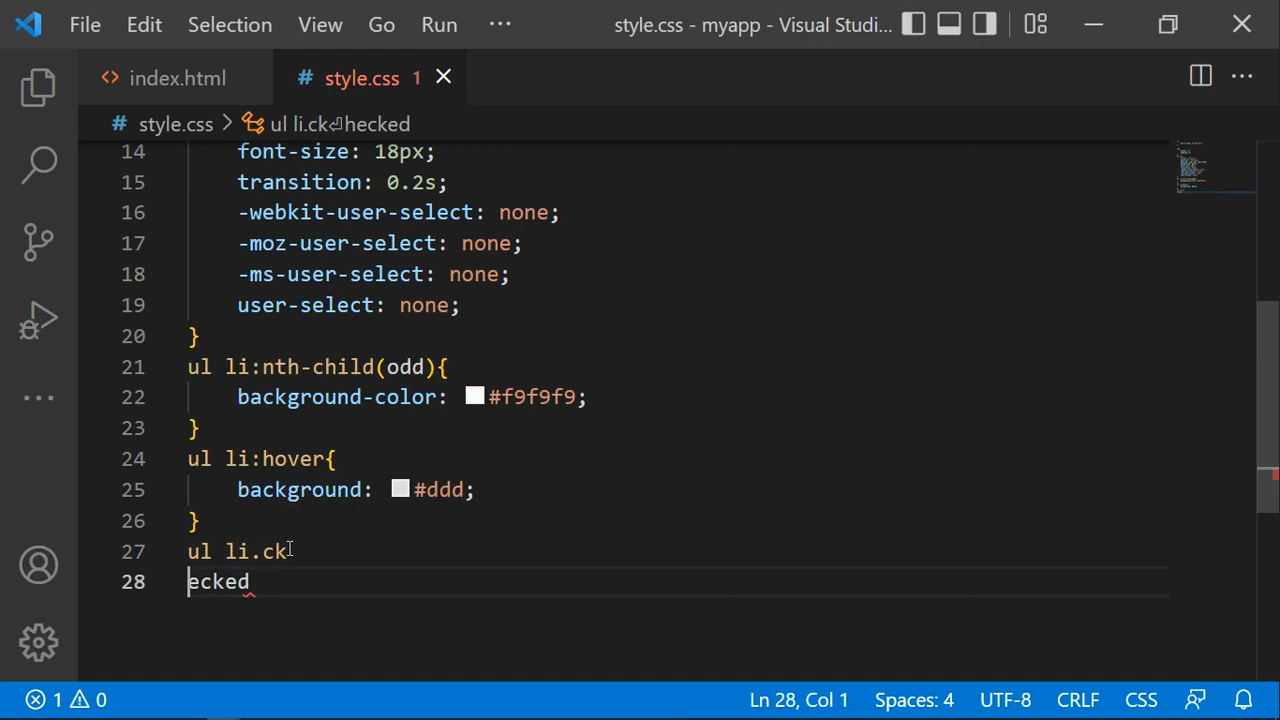 File Edit Selection View Go Run ··· style.css - myapp - Visual Studi...
index.html # style.css 1
# style.css > ul li.ck⏎hecked
14 font-size: 18px;
15 transition: 0.2s;
16 -webkit-user-select: none;
17 -moz-user-select: none;
18 -ms-user-select: none;
19 user-select: none;
20 }
21 ul li:nth-child(odd){
22 background-color: #f9f9f9;
23 }
24 ul li:hover{
25 background: #ddd;
26 }
27 ul li.ck
28 ecked
1 0 Ln 28, Col 1 Spaces: 4 UTF-8 CRLF CSS